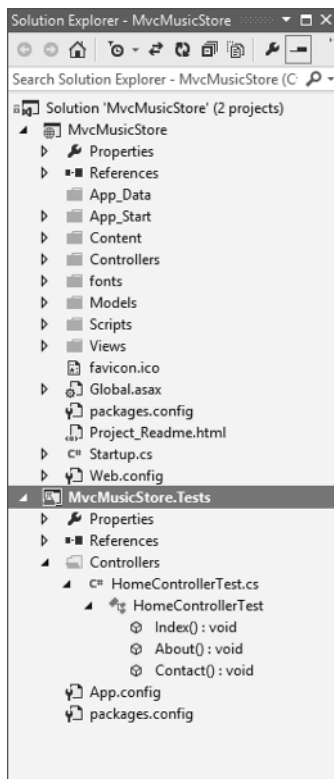 Solution Explorer - MvcMusicStore
Search Solution Explorer - MvcMusicStore (C
Solution 'MvcMusicStore' (2 projects)
MvcMusicStore
Properties
References
App_Data
App_Start
Content
Controllers
fonts
Models
Scripts
Views
favicon.ico
Global.asax
packages.config
Project_Readme.html
C# Startup.cs
Web.config
MvcMusicStore.Tests
Properties
References
Controllers
C# HomeControllerTest.cs
HomeControllerTest
Index() : void
About() : void
Contact() : void
App.config
packages.config